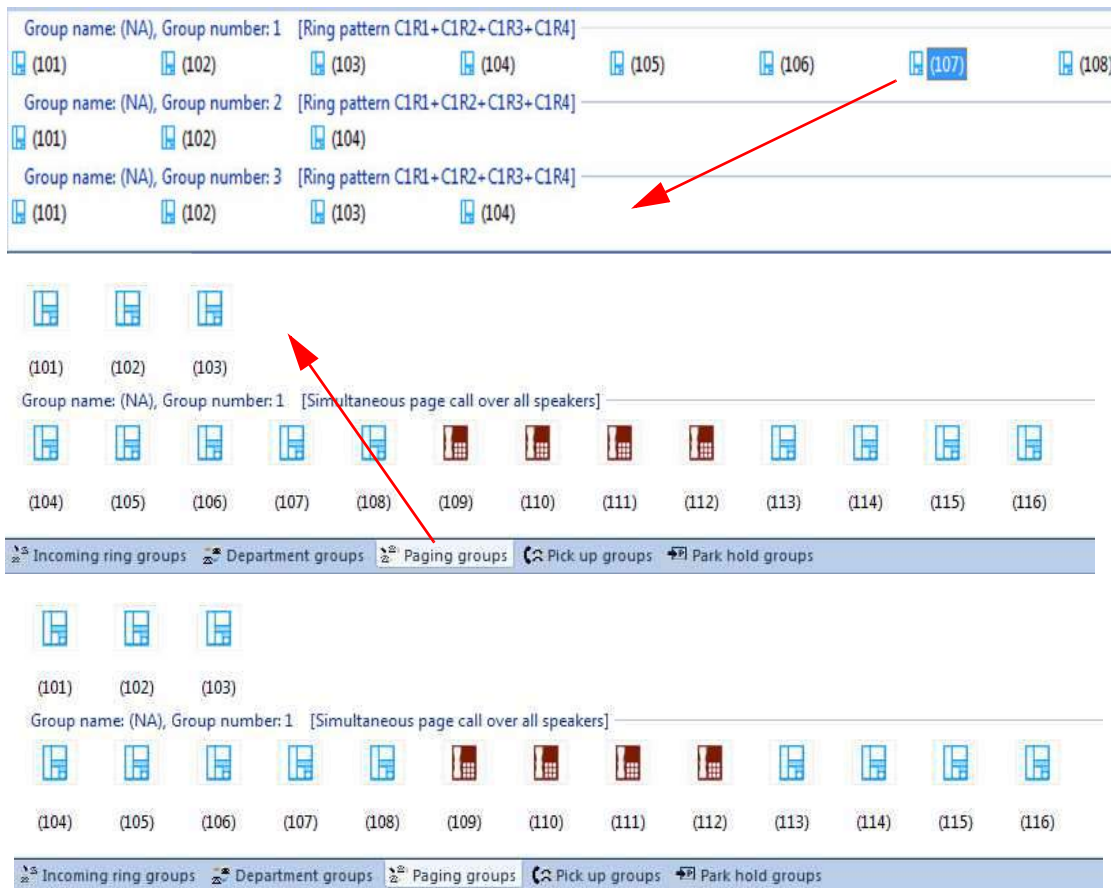 Group name: (NA), Group number: 1 [Ring pattern C1R1+C1R2+C1R3+C1R4]
(101) (102) (103) (104) (105) (106) (107) (108)
Group name: (NA), Group number: 2 [Ring pattern C1R1+C1R2+C1R3+C1R4]
(101) (102) (104)
Group name: (NA), Group number: 3 [Ring pattern C1R1+C1R2+C1R3+C1R4]
(101) (102) (103) (104)
(101) (102) (103)
Group name: (NA), Group number: 1 [Simultaneous page call over all speakers]
(104) (105) (106) (107) (108) (109) (110) (111) (112) (113) (114) (115) (116)
Incoming ring groups Department groups Paging groups Pick up groups Park hold groups
(101) (102) (103)
Group name: (NA), Group number: 1 [Simultaneous page call over all speakers]
(104) (105) (106) (107) (108) (109) (110) (111) (112) (113) (114) (115) (116)
Incoming ring groups Department groups Paging groups Pick up groups Park hold groups